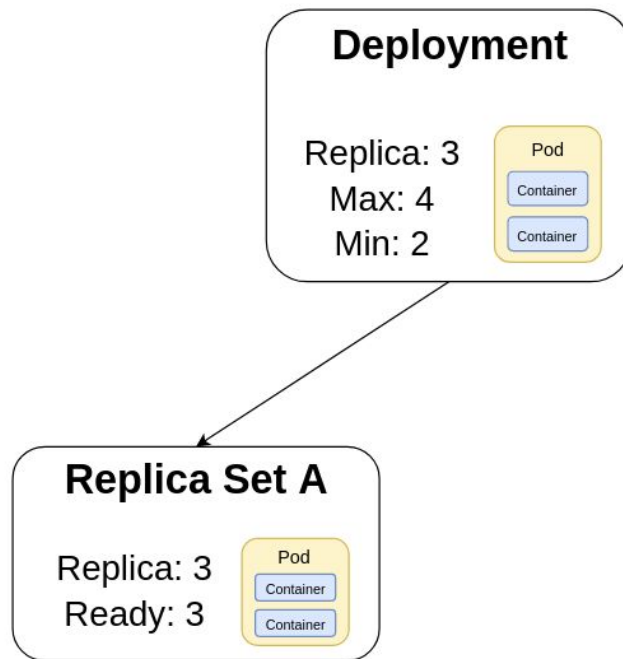 Deployment
Replica: 3
Max: 4
Min: 2
Pod
Container
Container
Replica Set A
Replica: 3
Ready: 3
Pod
Container
Container